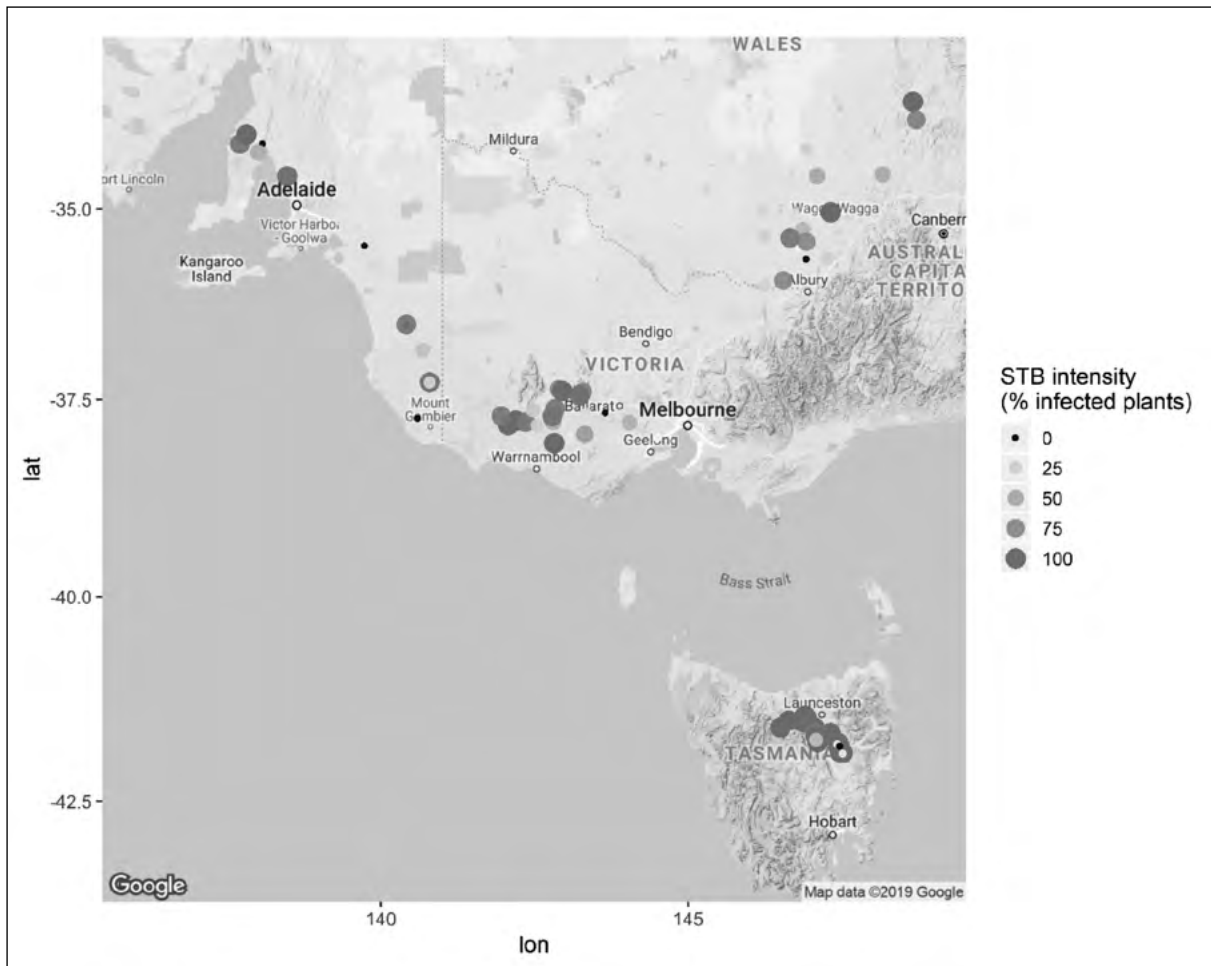 WALES
Mildura
ort Lincoln
Adelaide
Victor Harbo
Goolwa
Kangaroo
Island
Wagga Wagga
Canberr
AUSTRAL
CAPITA
TERRITO
Albury
Bendigo
VICTORIA
Mount
Gambier
Melbourne
Geelong
Warrnambool
Bass Strait
Launceston
TASMANIA
Hobart
Google
Map data ©2019 Google
-35.0
-37.5
-40.0
-42.5
lat
140
145
lon
STB intensity
(% infected plants)
0
25
50
75
100